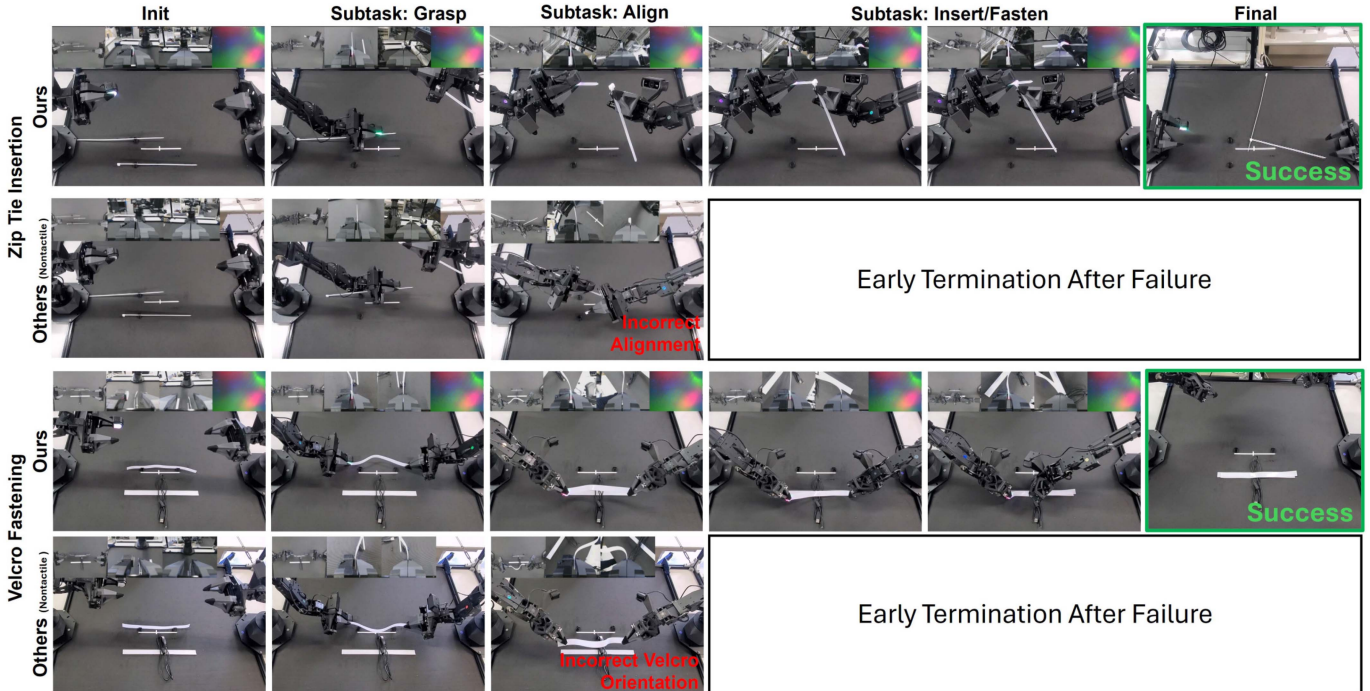 Init
Subtask: Grasp
Subtask: Align
Subtask: Insert/Fasten
Final
Zip Tie Insertion
Ours
Success
Others (Nontactile)
Incorrect
Alignment
Early Termination After Failure
Velcro Fastening
Ours
Success
Others (Nontactile)
Incorrect Velcro
Orientation
Early Termination After Failure